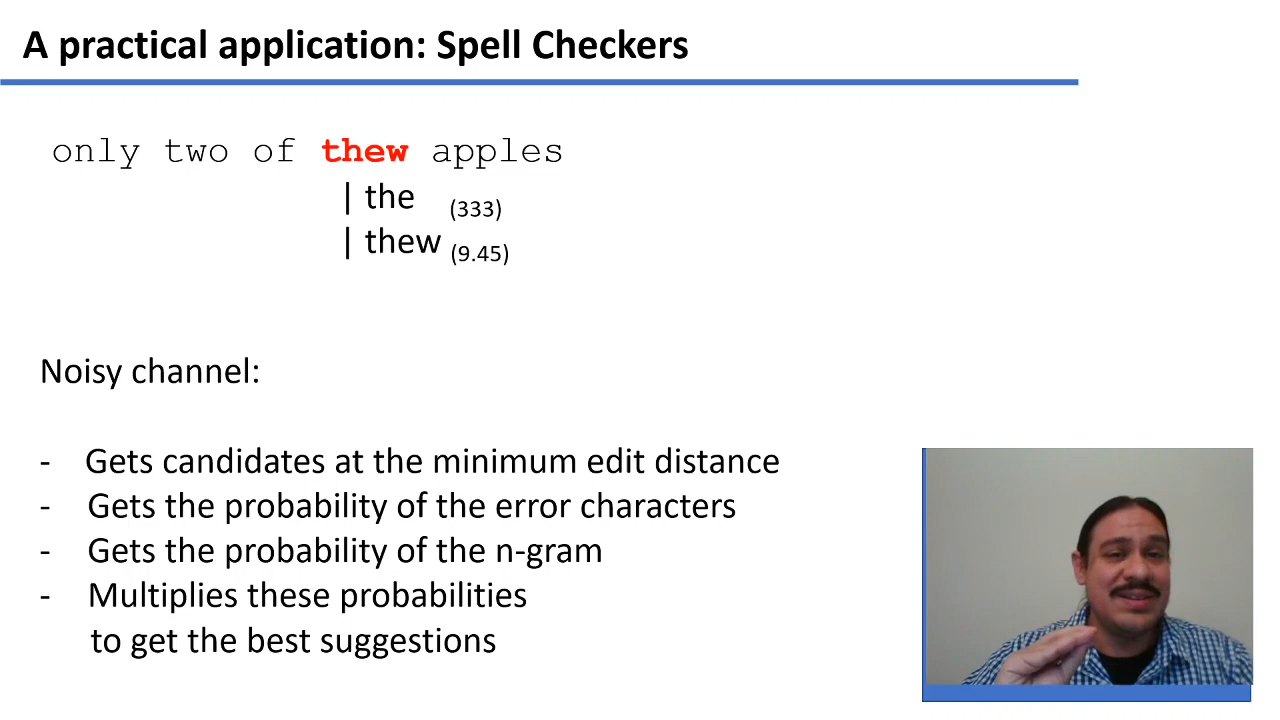 A practical application: Spell Checkers
only two of thew apples
| the (333)
| thew (9.45)
Noisy channel:
- Gets candidates at the minimum edit distance
- Gets the probability of the error characters
- Gets the probability of the n-gram
- Multiplies these probabilities
to get the best suggestions